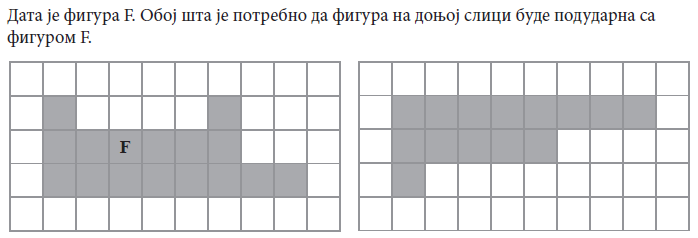 Дата је фигура F. Обој шта је потребно да фигура на доњој слици буде подударна са
фигуром F.
F